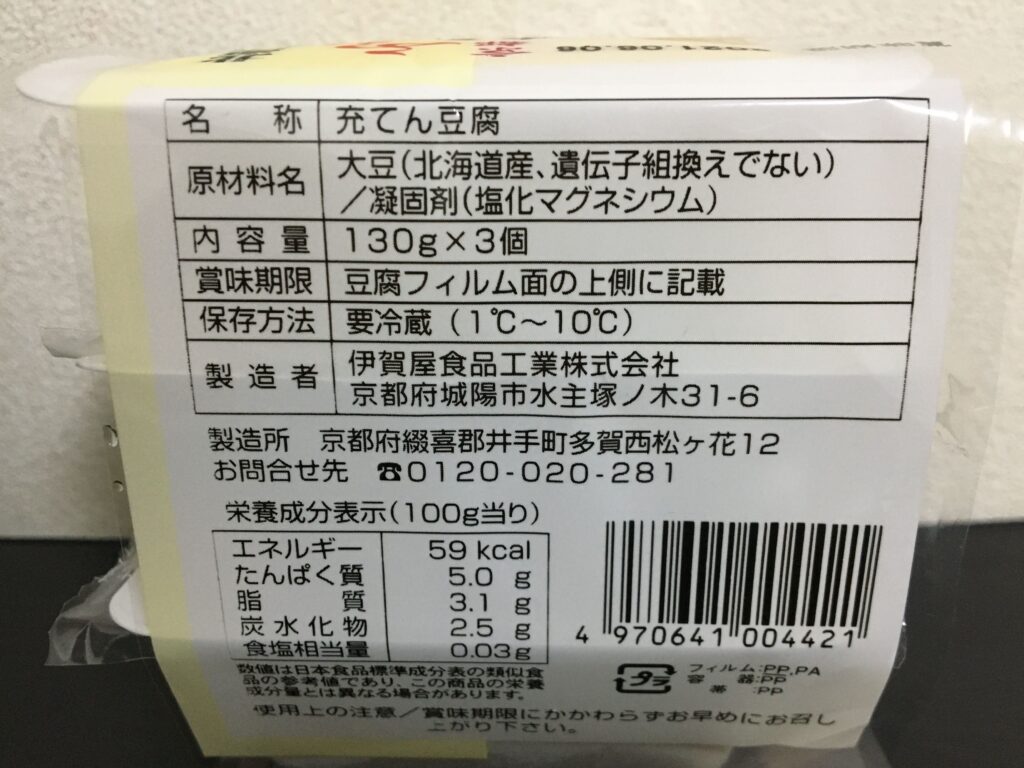 2021.06.06
名称 充てん豆腐
原材料名 大豆(北海道産、遺伝子組換えでない)
/凝固剤(塩化マグネシウム)
内容量 130g×3個
賞味期限 豆腐フィルム面の上側に記載
保存方法 要冷蔵(1℃~10℃)
製造者 伊賀屋食品工業株式会社
京都府城陽市水主塚ノ木31-6
製造所 京都府綴喜郡井手町多賀西松ヶ花12
お問合せ先 ☎0120-020-281
栄養成分表示(100g当り)
エネルギー 59 kcal
たんぱく質 5.0 g
脂質 3.1 g
炭水化物 2.5 g
食塩相当量 0.03g
4 970641 004421
数値は日本食品標準成分表の類似食
品の参考値であり、この商品の栄養
成分量とは異なる場合があります。
プラ
フィルム:PP,PA
容器:PP
帯:PP
使用上の注意/賞味期限にかかわらずお早めにお召し
上がり下さい。